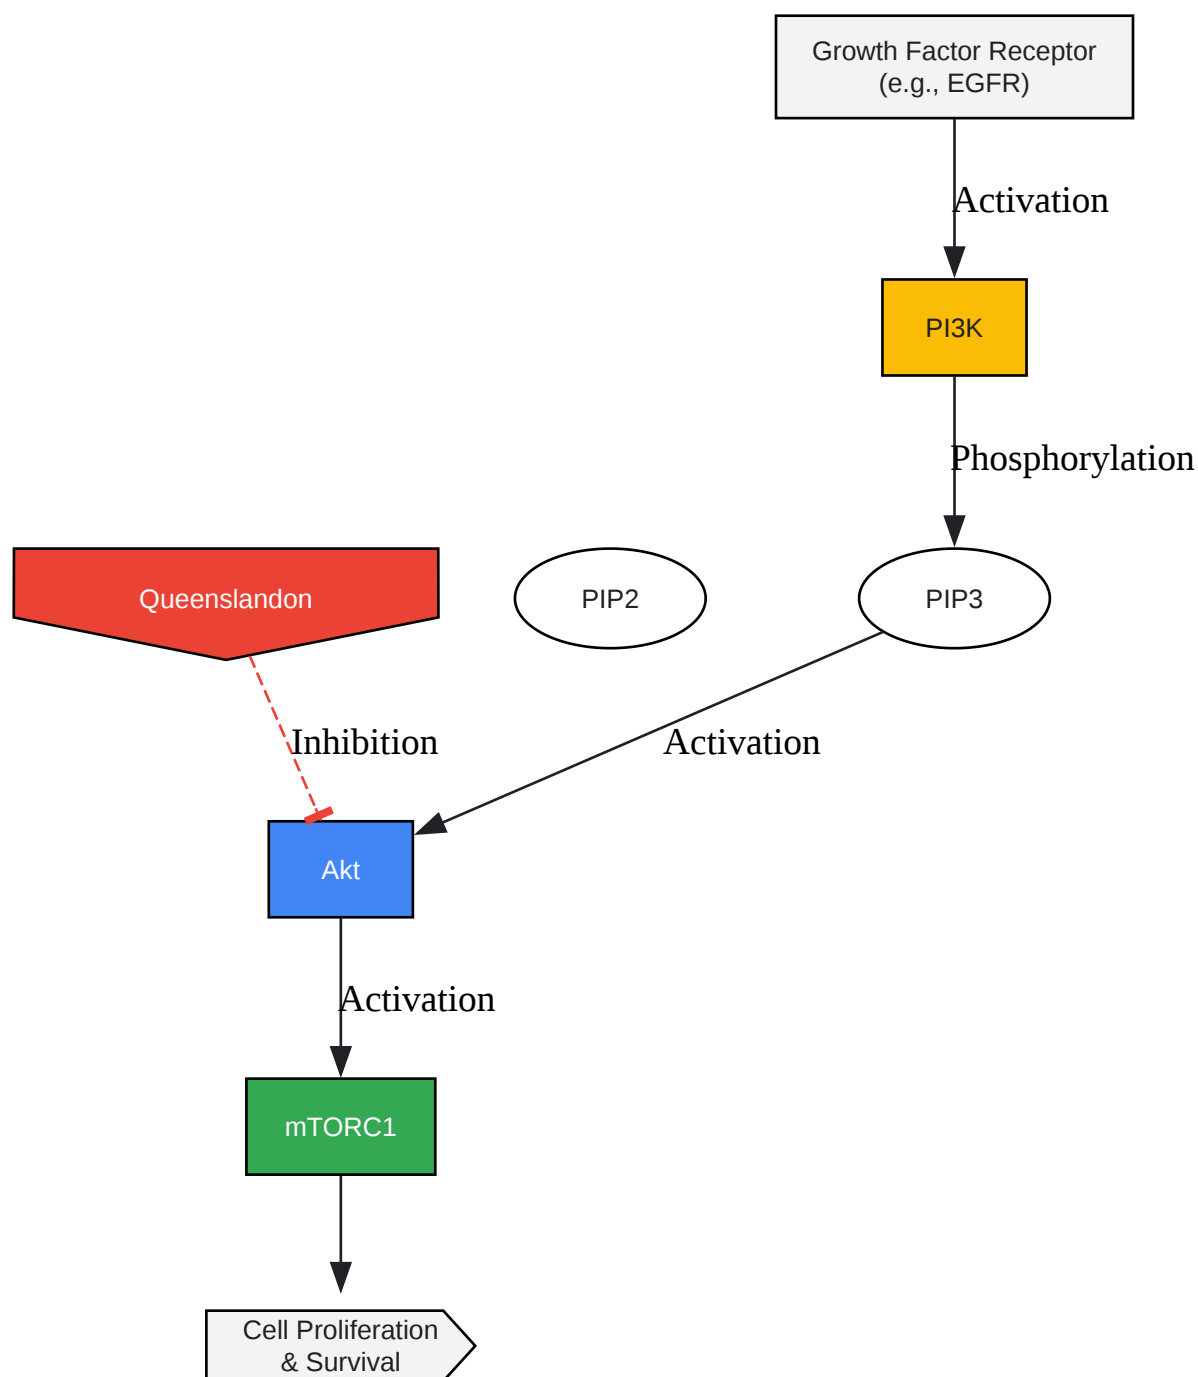 Growth Factor Receptor
(e.g., EGFR)
Activation
PI3K
Phosphorylation
Queenslandon
PIP2
PIP3
Inhibition
Activation
Akt
Activation
mTORC1
Cell Proliferation
& Survival